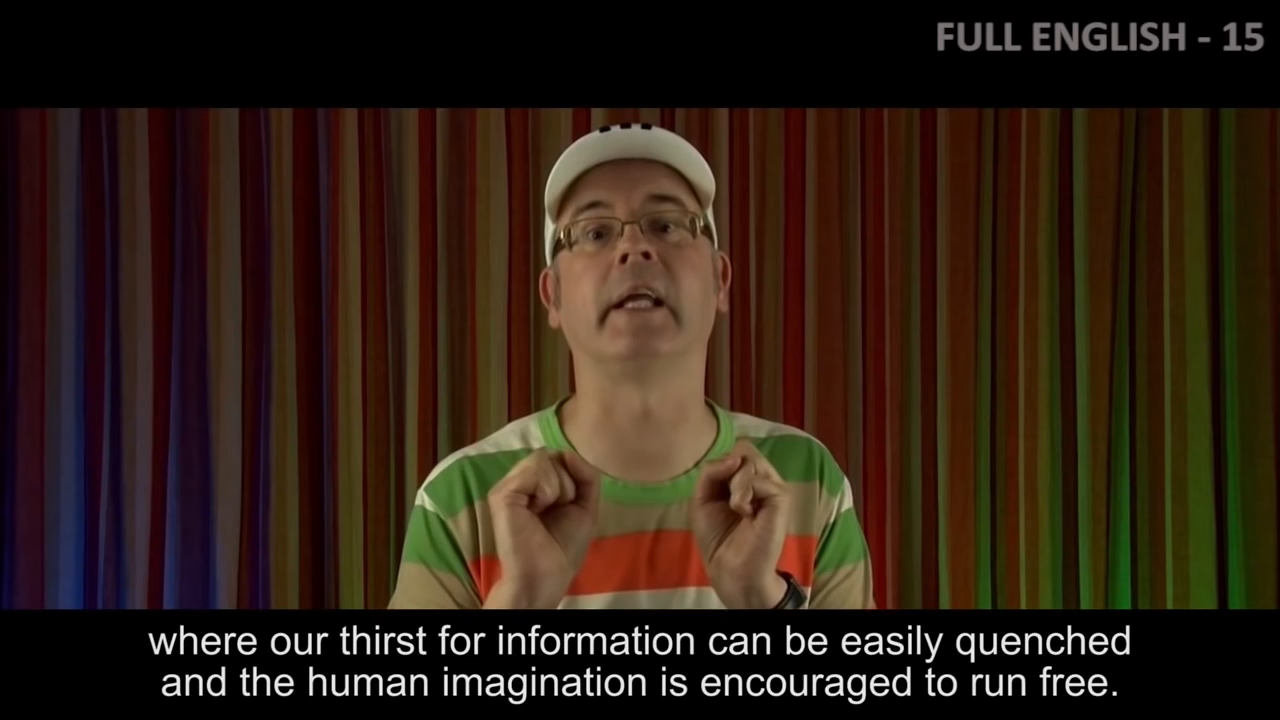 FULL ENGLISH - 15
where our thirst for information can be easily quenched
and the human imagination is encouraged to run free.